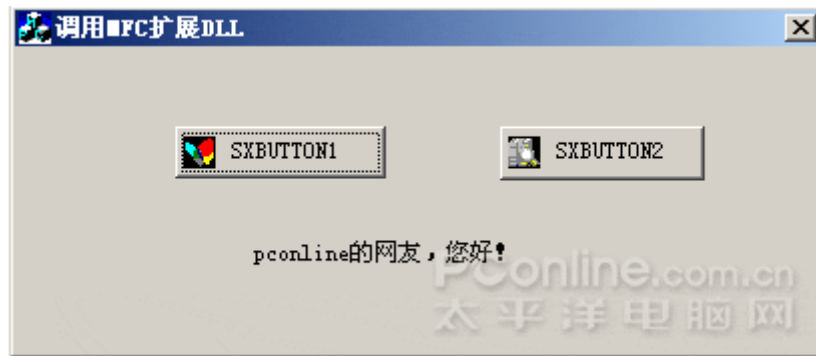 调用MFC扩展DLL
SXBUTTON1
SXBUTTON2
pconline的网友，您好！
PConline.com.cn
太平洋电脑网